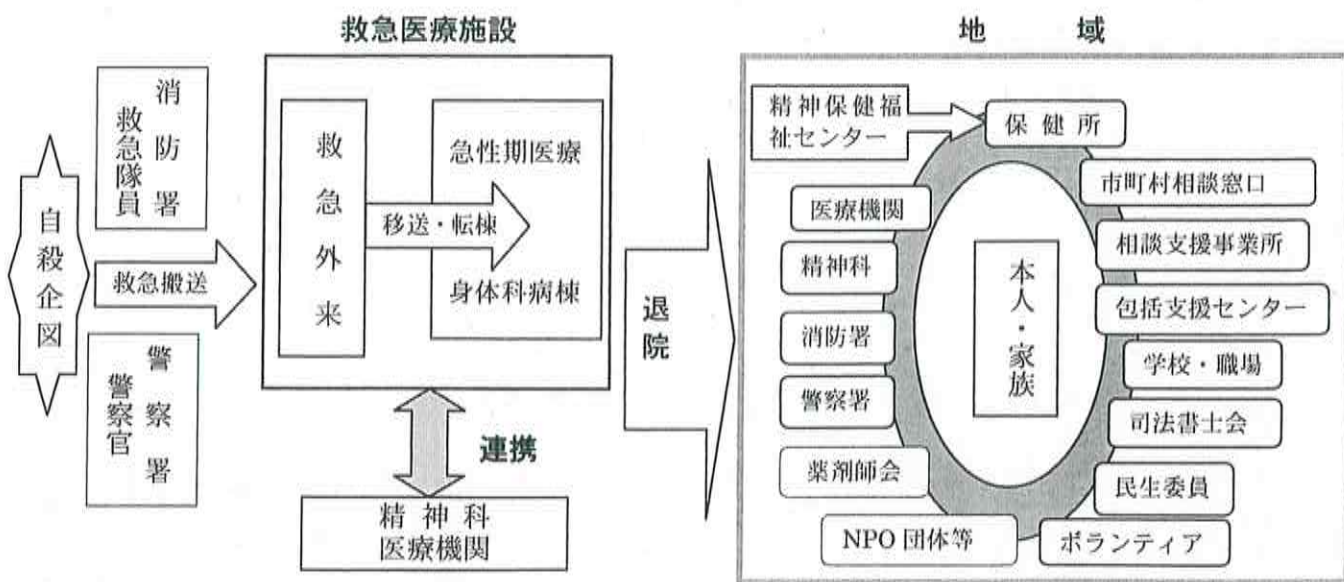 救急医療施設
地域
消防署
救急隊員
自殺企図
救急搬送
警察署
警察官
救急外来
移送・転棟
急性期医療
身体科病棟
連携
精神科
医療機関
退院
精神保健福
祉センター
保健所
市町村相談窓口
相談支援事業所
包括支援センター
学校・職場
司法書士会
民生委員
ボランティア
NPO 団体等
薬剤師会
警察署
消防署
精神科
医療機関
本人・家族